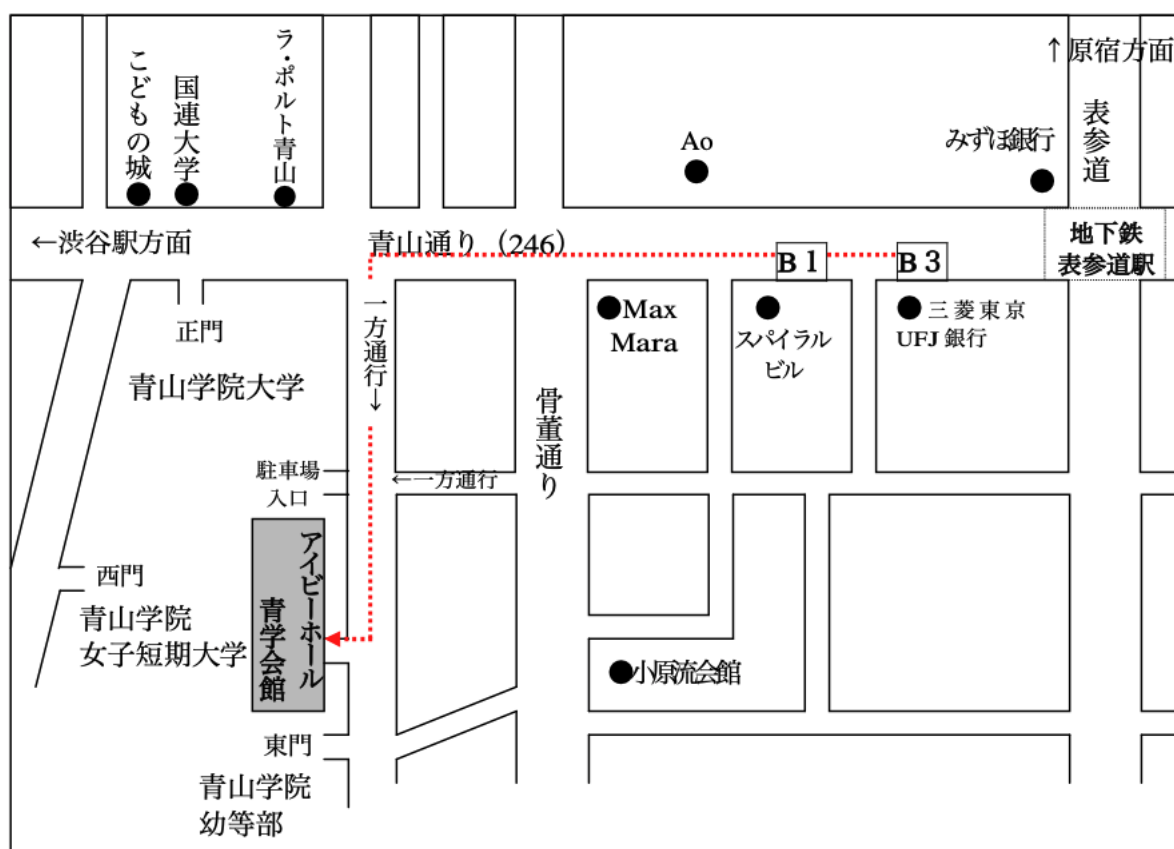 こどもの城
国連大学
ラ・ポルト青山
Ao
みずほ銀行
↑原宿方面
表参道
←渋谷駅方面
青山通り（246）
B１
B３
地下鉄
表参道駅
正門
青山学院大学
一方通行→
Max
Mara
スパイラル
ビル
三菱東京
UFJ 銀行
骨董通り
駐車場
入口
←一方通行
アイビーホール
青学会館
西門
青山学院
女子短期大学
小原流会館
東門
青山学院
幼等部